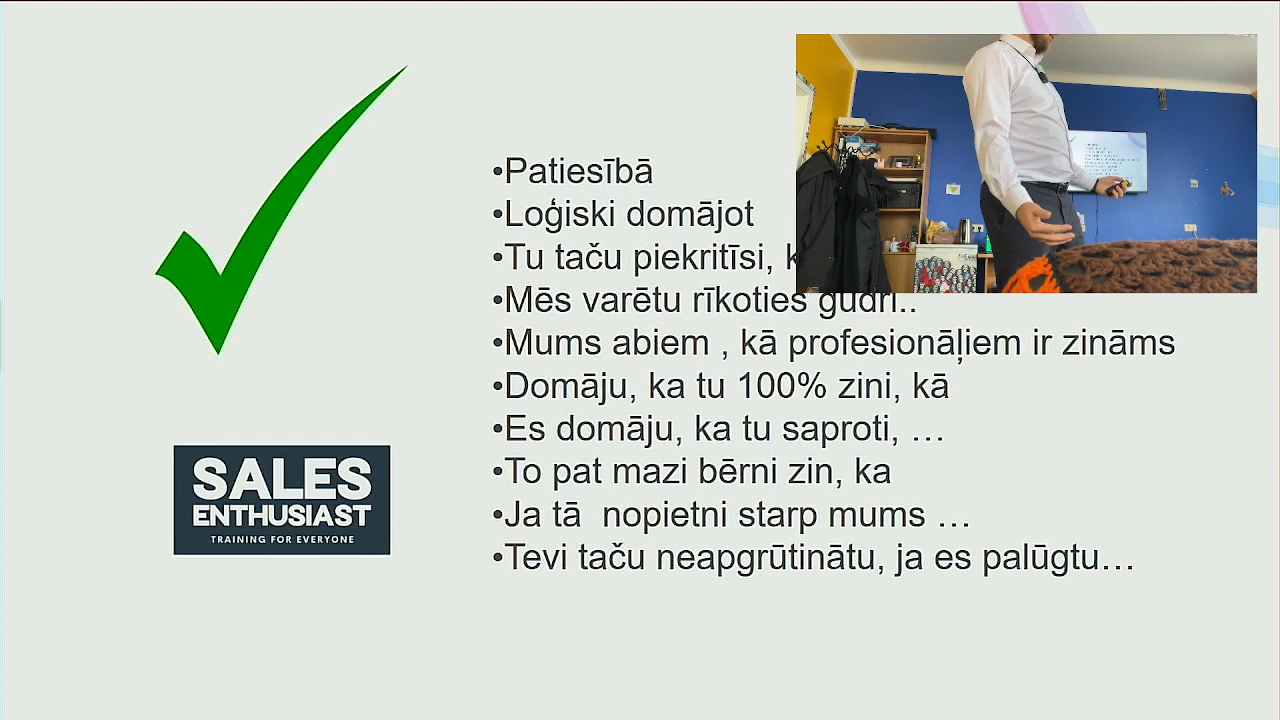 •Patiesībā
•Loģiski domājot
•Tu taču piekritīsi,
•Mēs varētu rīkoties gudri..
•Mums abiem , kā profesionāļiem ir zināms
•Domāju, ka tu 100% zini, kā
•Es domāju, ka tu saproti, …
•To pat mazi bērni zin, ka
•Ja tā  nopietni starp mums …
•Tevi taču neapgrūtinātu, ja es palūgtu…
SALES
ENTHUSIAST
TRAINING FOR EVERYONE